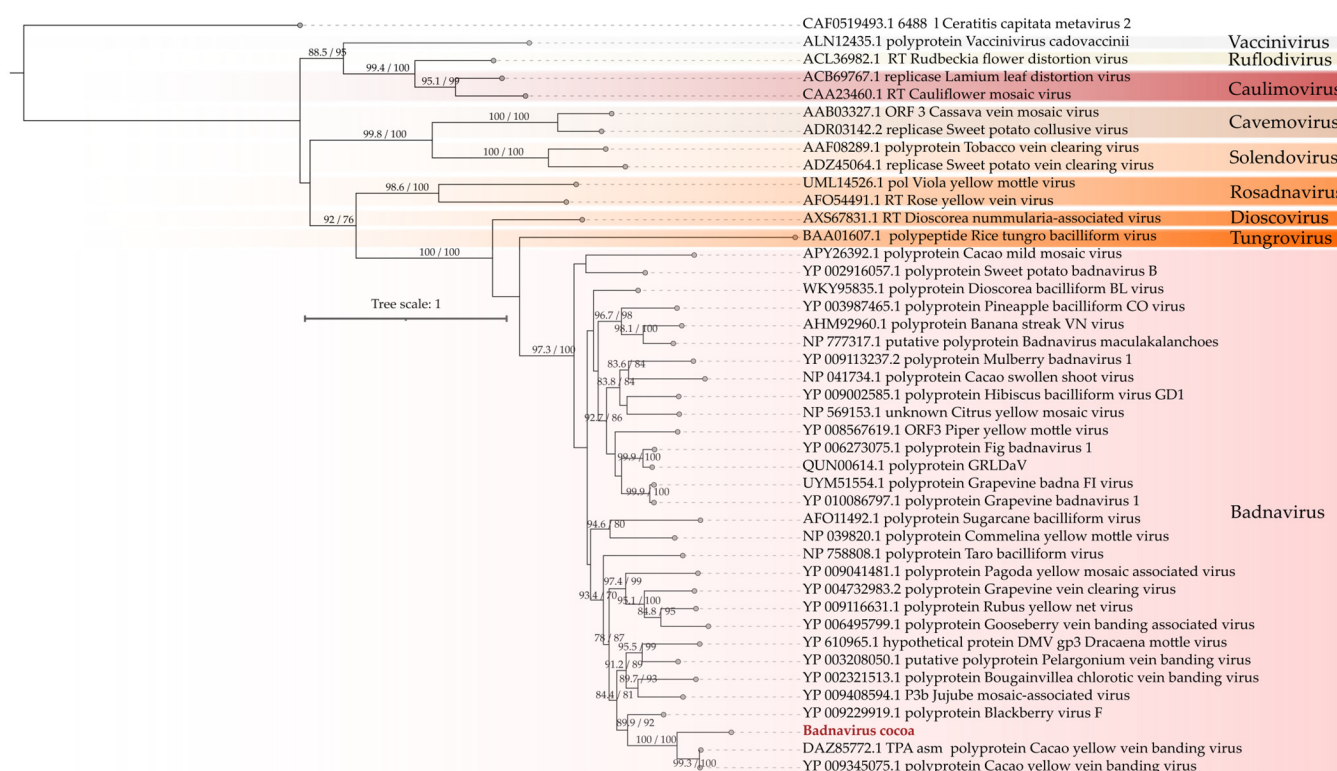 CAF0519493.1 6488 l Ceratitis capitata metavirus 2
ALN12435.1 polyprotein Vaccinivirus cadovaccinii
Vaccinivirus
88.5 / 95
ACL36982.1 RT Rudbeckia flower distortion virus
Ruflodivirus
99.4 / 100
ACB69767.1 replicase Lamium leaf distortion virus
95.1 / 99
Caulimovirus
CAA23460.1 RT Cauliflower mosaic virus
AAB03327.1 ORF 3 Cassava vein mosaic virus
100 / 100
Cavemovirus
ADR03142.2 replicase Sweet potato collusive virus
99.8 / 100
AAF08289.1 polyprotein Tobacco vein clearing virus
100 / 100
Solendovirus
ADZ45064.1 replicase Sweet potato vein clearing virus
UML14526.1 pol Viola yellow mottle virus
98.6 / 100
Rosadnavirus
AFO54491.1 RT Rose yellow vein virus
92 / 76
AXS67831.1 RT Dioscorea nummularia-associated virus
Dioscovirus
BAA01607.1 polypeptide Rice tungro bacilliform virus
Tungrovirus
100 / 100
APY26392.1 polyprotein Cacao mild mosaic virus
YP 002916057.1 polyprotein Sweet potato badnavirus B
WKY95835.1 polyprotein Dioscorea bacilliform BL virus
Tree scale: 1
YP 003987465.1 polyprotein Pineapple bacilliform CO virus
96.7 / 98
AHM92960.1 polyprotein Banana streak VN virus
98.1 / 100
NP 777317.1 putative polyprotein Badnavirus maculakalanchoes
97.3 / 100
YP 009113237.2 polyprotein Mulberry badnavirus 1
83.6 / 84
NP 041734.1 polyprotein Cacao swollen shoot virus
83.8 / 84
YP 009002585.1 polyprotein Hibiscus bacilliform virus GD1
NP 569153.1 unknown Citrus yellow mosaic virus
92.7 / 86
YP 008567619.1 ORF3 Piper yellow mottle virus
YP 006273075.1 polyprotein Fig badnavirus 1
99.9 / 100
QUN00614.1 polyprotein GRLDaV
UYM51554.1 polyprotein Grapevine badna FI virus
99.9 / 100
YP 010086797.1 polyprotein Grapevine badnavirus 1
Badnavirus
AFO11492.1 polyprotein Sugarcane bacilliform virus
94.6 / 80
NP 039820.1 polyprotein Commelina yellow mottle virus
NP 758808.1 polyprotein Taro bacilliform virus
YP 009041481.1 polyprotein Pagoda yellow mosaic associated virus
97.4 / 99
YP 004732983.2 polyprotein Grapevine vein clearing virus
93.4 / 70
95.1 / 100
YP 009116631.1 polyprotein Rubus yellow net virus
84.8 / 95
YP 006495799.1 polyprotein Gooseberry vein banding associated virus
78 / 87
YP 610965.1 hypothetical protein DMV gp3 Dracaena mottle virus
95.5 / 99
YP 003208050.1 putative polyprotein Pelargonium vein banding virus
91.2 / 89
YP 002321513.1 polyprotein Bougainvillea chlorotic vein banding virus
89.7 / 93
YP 009408594.1 P3b Jujube mosaic-associated virus
84.4 / 81
YP 009229919.1 polyprotein Blackberry virus F
89.9 / 92
Badnavirus cocoa
100 / 100
DAZ85772.1 TPA asm polyprotein Cacao yellow vein banding virus
99.3 / 100
YP 009345075.1 polyprotein Cacao yellow vein banding virus